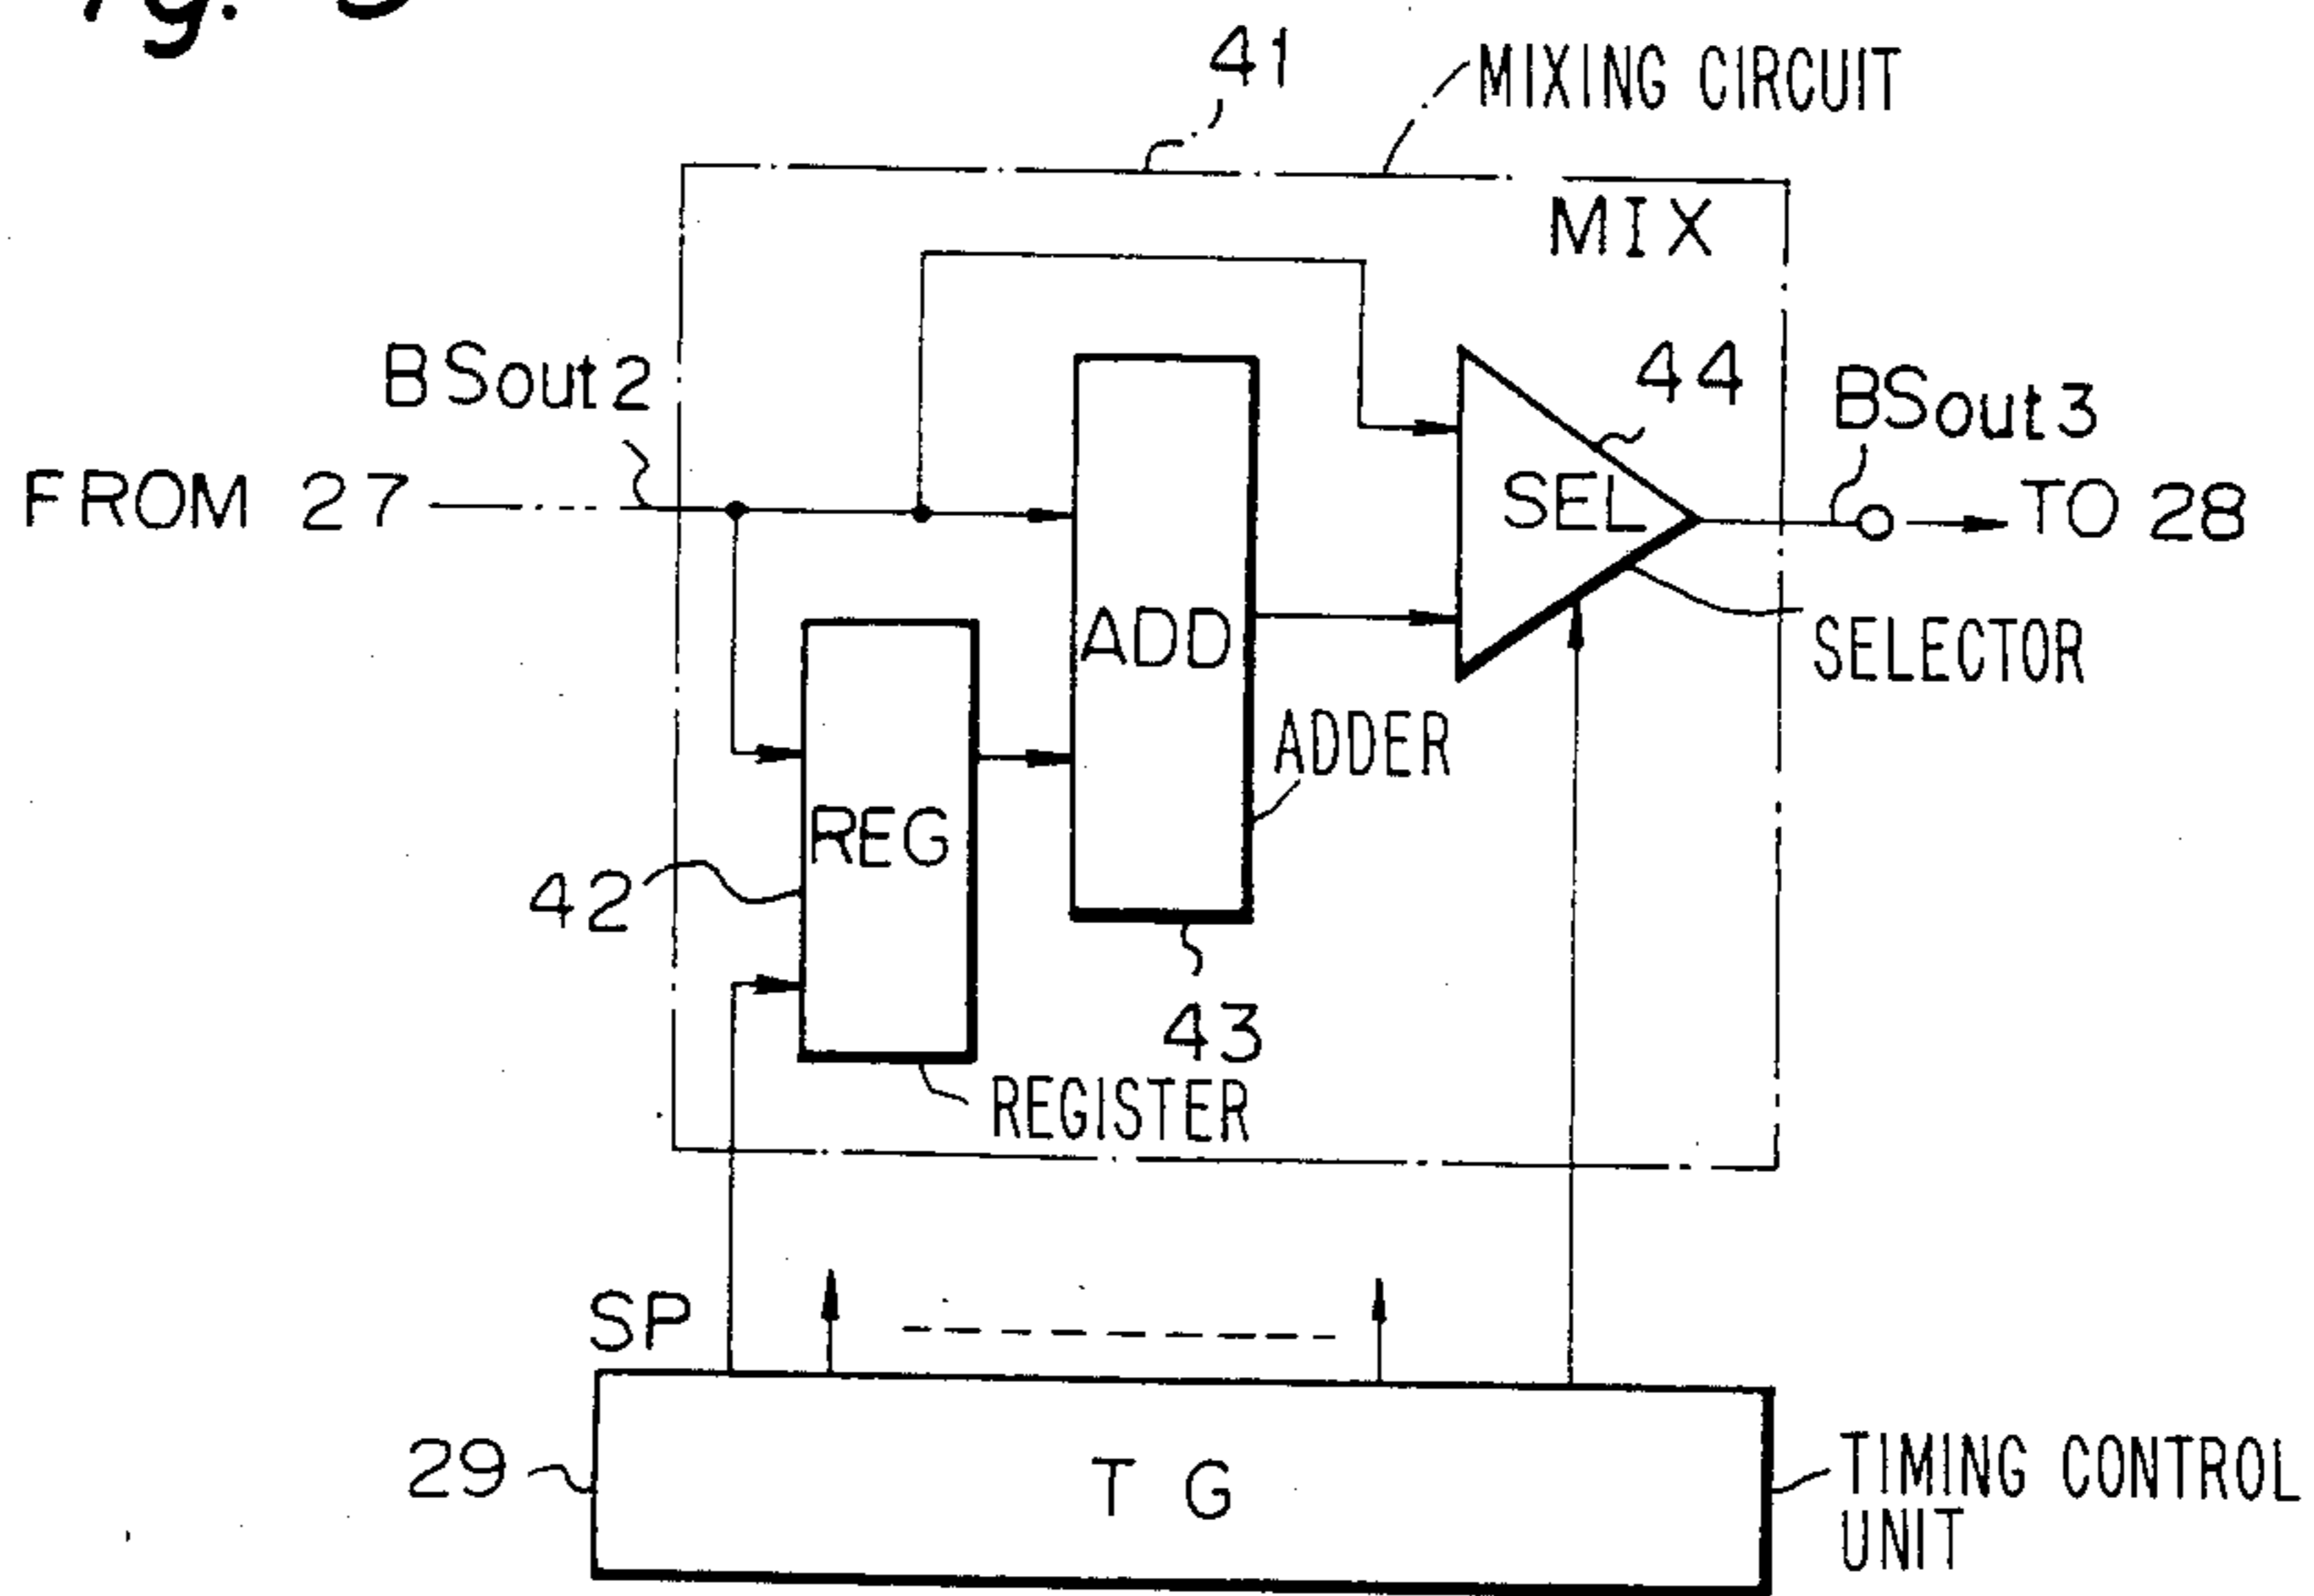 41
MIXING CIRCUIT
MIX
BSout2
44
BSout3
FROM 27
SEL
TO 28
ADD
SELECTOR
ADDER
REG
42
43
REGISTER
SP
29
TG
TIMING CONTROL
UNIT